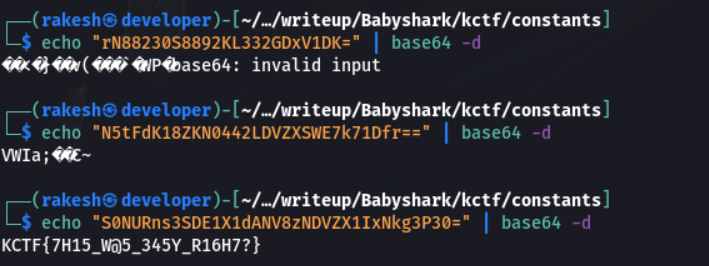 ┌──(rakesh㉿developer)-[~/…/writeup/Babyshark/kctf/constants]
└─$ echo "rN88230S8892KL332GDxV1DK=" | base64 -d
base64: invalid input
┌──(rakesh㉿developer)-[~/…/writeup/Babyshark/kctf/constants]
└─$ echo "N5tFdK18ZKN0442LDVZXSWE7k71Dfr==" | base64 -d
VWIa;
┌──(rakesh㉿developer)-[~/…/writeup/Babyshark/kctf/constants]
└─$ echo "S0NURns3SDE1X1dANV8zNDVZX1IxNkg3P30=" | base64 -d
KCTF{7H15_W@5_345Y_R16H7?}